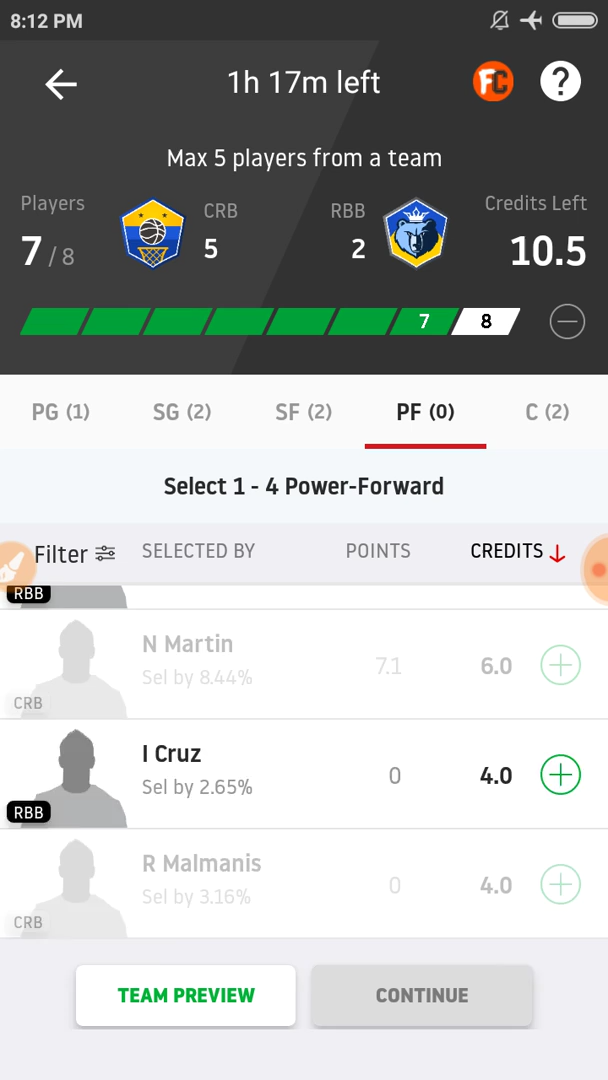 8:12 PM
1h 17m left
FC
?
Max 5 players from a team
Players
CRB
RBB
Credits Left
7 / 8
5
2
10.5
7
8
PG (1)
SG (2)
SF (2)
PF (0)
C (2)
Select 1 - 4 Power-Forward
Filter
SELECTED BY
POINTS
CREDITS
RBB
N Martin
Sel by 8.44%
7.1
6.0
CRB
I Cruz
Sel by 2.65%
0
4.0
RBB
R Malmanis
Sel by 3.16%
0
4.0
CRB
TEAM PREVIEW
CONTINUE